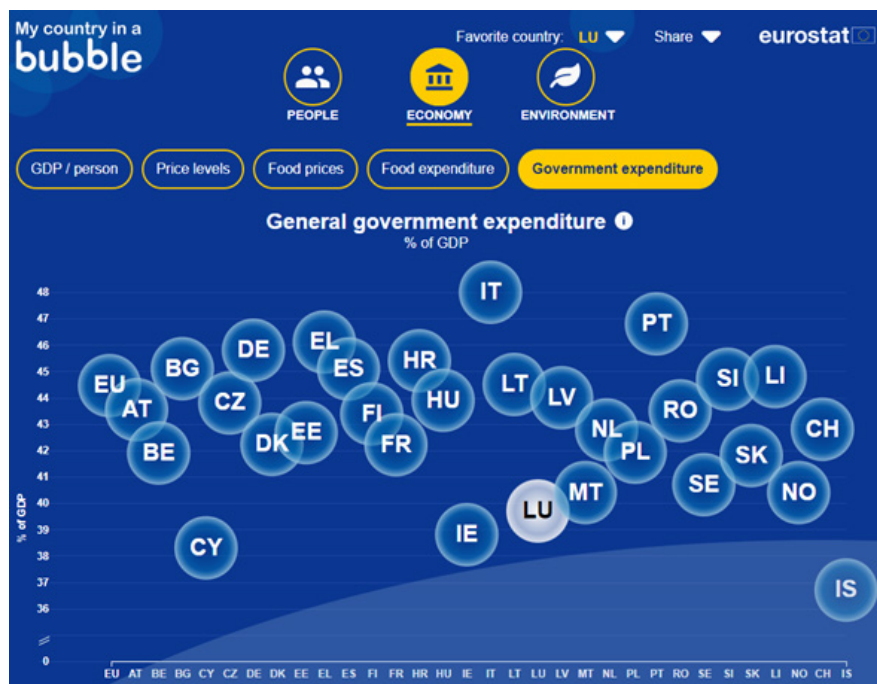 My country in a
bubble
Favorite country: LU Share eurostat
PEOPLE ECONOMY ENVIRONMENT
GDP / person Price levels Food prices Food expenditure Government expenditure
General government expenditure i
% of GDP
48
47
46
45
44
43
42
41
40
39
38
37
36
0
% of GDP
EU
AT
BE
BG
CY
CZ
DE
DK
EE
EL
ES
FI
FR
HR
HU
IE
IT
LT
LU
LV
MT
NL
PL
PT
RO
SE
SI
SK
LI
NO
CH
IS
EU AT BE BG CY CZ DE DK EE EL ES FI FR HR HU IE IT LT LU LV MT NL PL PT RO SE SI SK LI NO CH IS